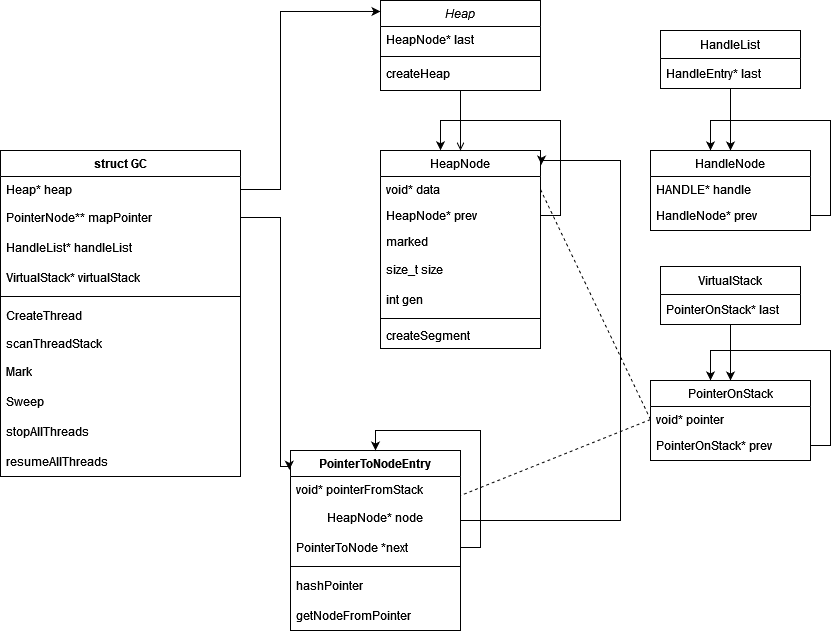 Heap
HeapNode* last
createHeap
HandleList
HandleEntry* last
struct GC
Heap* heap
PointerNode** mapPointer
HandleList* handleList
VirtualStack* virtualStack
CreateThread
scanThreadStack
Mark
Sweep
stopAllThreads
resumeAllThreads
HeapNode
void* data
HeapNode* prev
marked
size_t size
int gen
createSegment
HandleNode
HANDLE* handle
HandleNode* prev
VirtualStack
PointerOnStack* last
PointerOnStack
void* pointer
PointerOnStack* prev
PointerToNodeEntry
void* pointerFromStack
HeapNode* node
PointerToNode *next
hashPointer
getNodeFromPointer